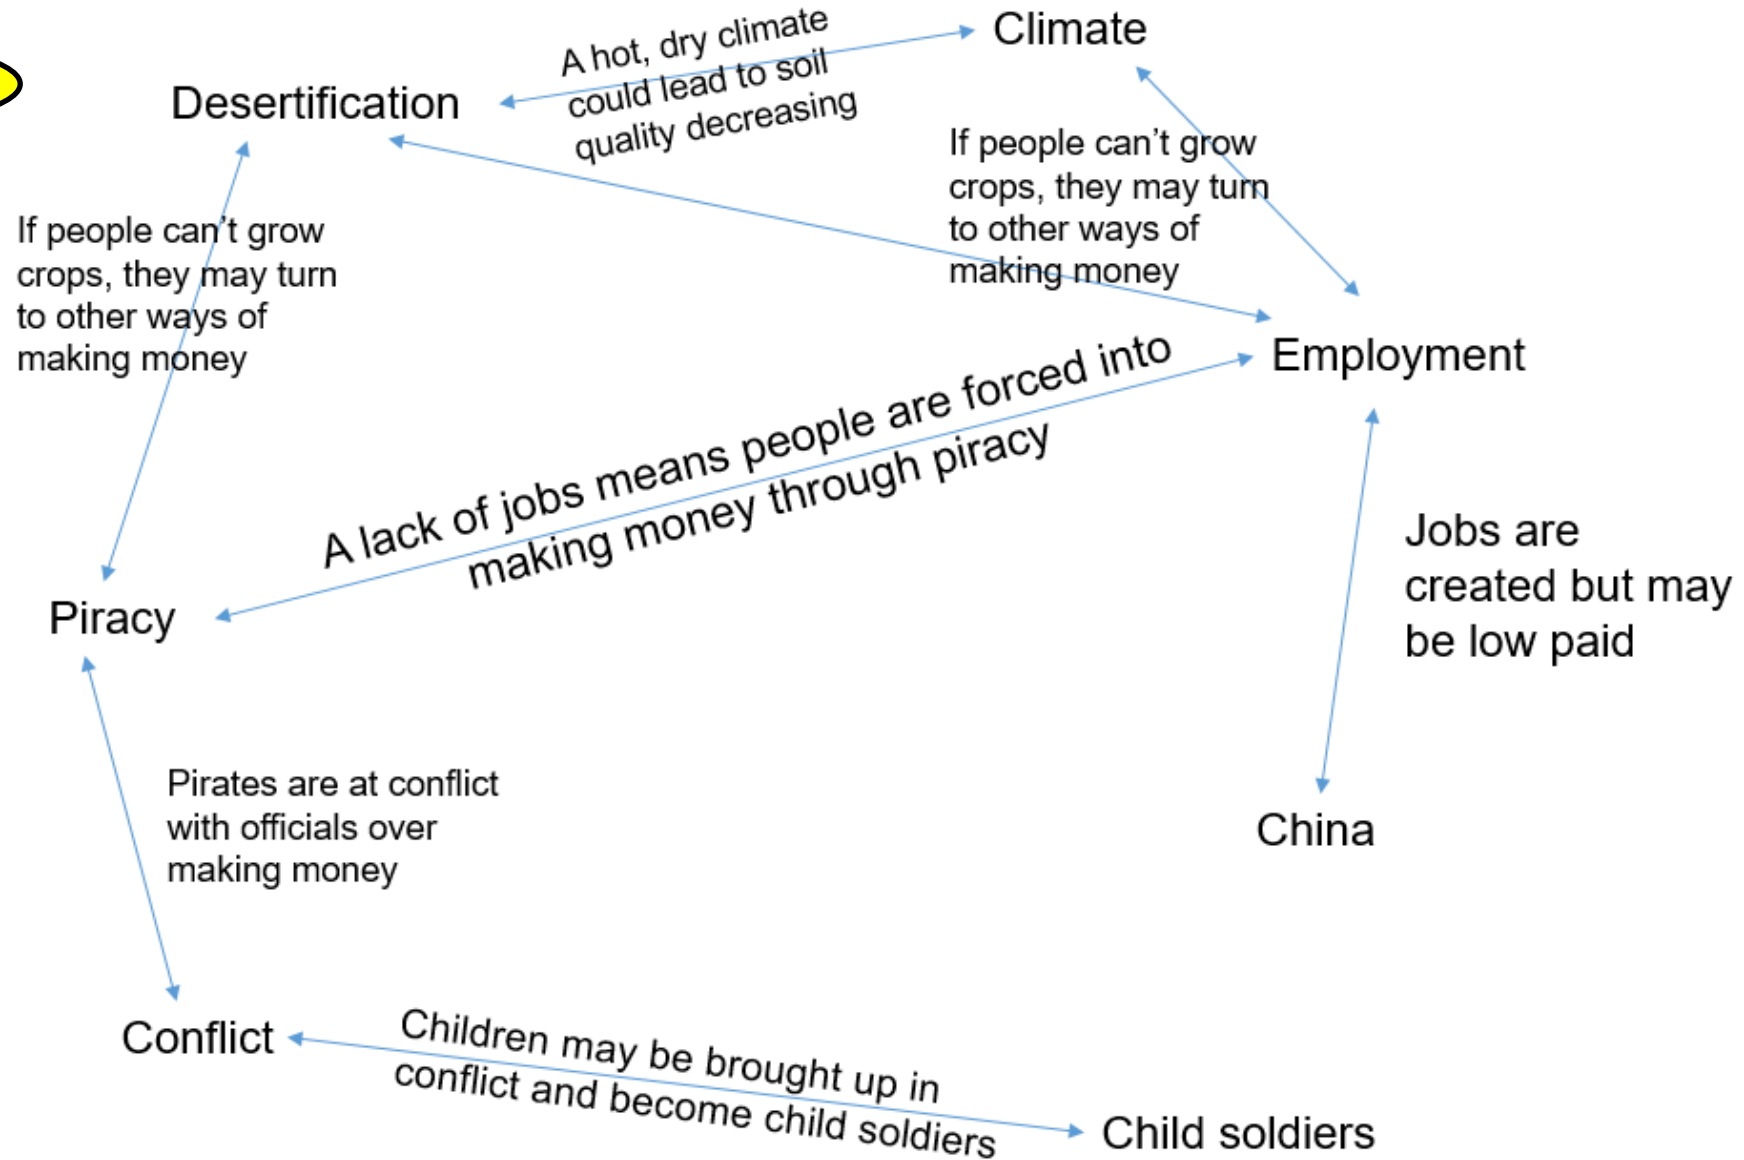 Climate
A hot, dry climate
could lead to soil
quality decreasing
Desertification
If people can’t grow
crops, they may turn
to other ways of
making money
If people can’t grow
crops, they may turn
to other ways of
making money
Employment
A lack of jobs means people are forced into
making money through piracy
Jobs are
created but may
be low paid
Piracy
Pirates are at conflict
with officials over
making money
China
Conflict
Children may be brought up in
conflict and become child soldiers
Child soldiers